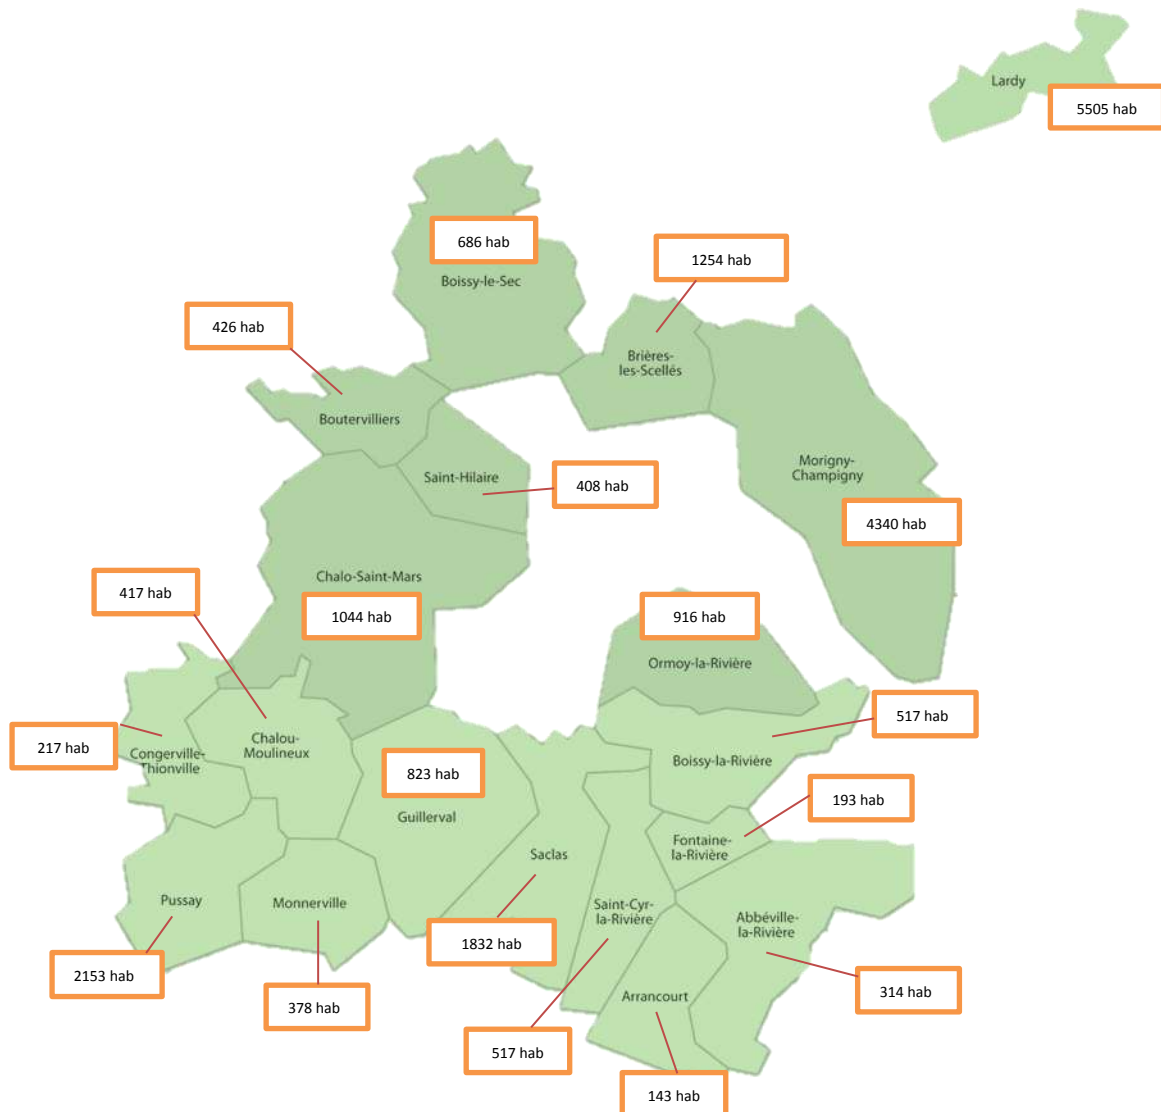 Lardy
5505 hab
686 hab
Boissy-le-Sec
1254 hab
Brières-
les-Scellés
426 hab
Boutervilliers
Saint-Hilaire
408 hab
Morigny-
Champigny
4340 hab
Chalo-Saint-Mars
1044 hab
417 hab
916 hab
Ormoy-la-Rivière
517 hab
Boissy-la-Rivière
217 hab
Congerville-
Thionville
Chalou-
Moulineux
823 hab
Guillerval
193 hab
Fontaine-
la-Rivière
Saclas
1832 hab
Pussay
2153 hab
Monnerville
378 hab
Saint-Cyr-
la-Rivière
517 hab
Abbéville-
la-Rivière
314 hab
Arrancourt
143 hab